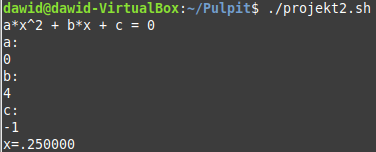 dawid@dawid-VirtualBox:~/Pulpit$ ./projekt2.sh
a*x^2 + b*x + c = 0
a:
0
b:
4
c:
-1
x=.250000